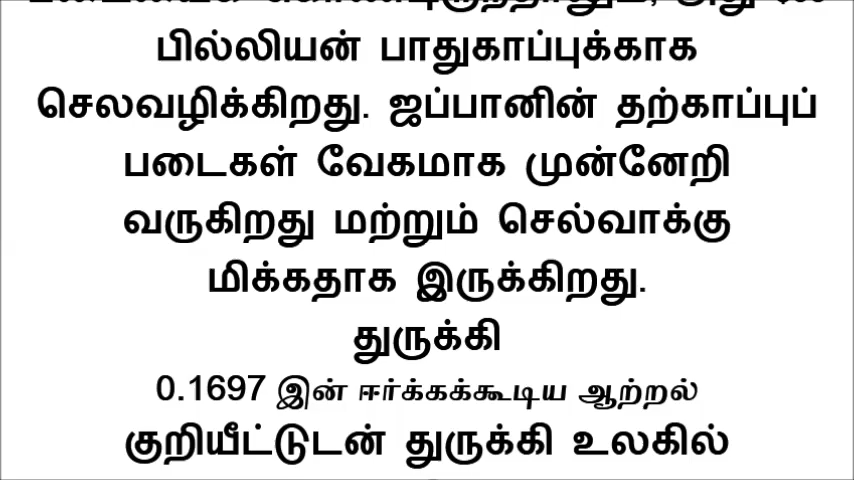 பில்லியன் பாதுகாப்புக்காக
செலவழிக்கிறது. ஜப்பானின் தற்காப்புப்
படைகள் வேகமாக முன்னேறி
வருகிறது மற்றும் செல்வாக்கு
மிக்கதாக இருக்கிறது.
துருக்கி
0.1697 இன் ஈர்க்கக்கூடிய ஆற்றல்
குறியீட்டுடன் துருக்கி உலகில்